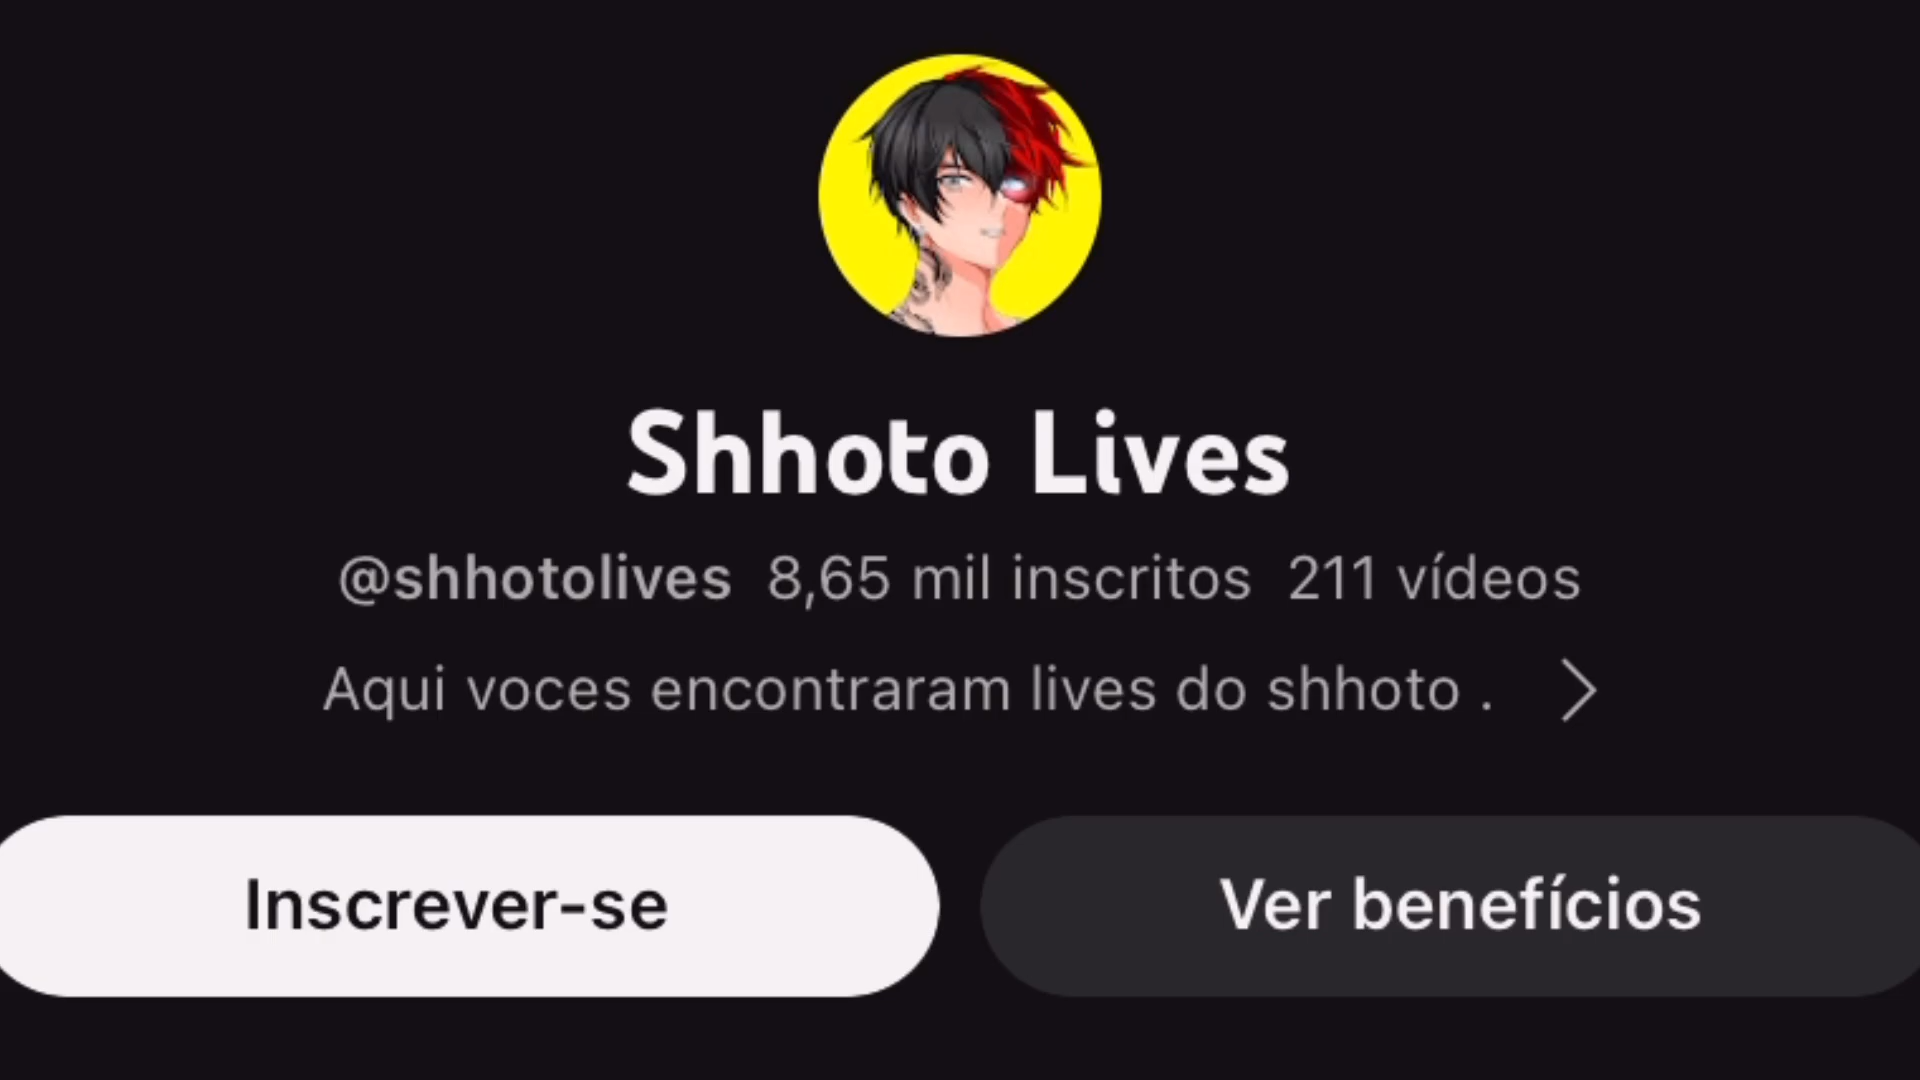 Shhoto Lives
@shhotolives 8,65 mil inscritos 211 vídeos
Aqui voces encontraram lives do shhoto .
Inscrever-se
Ver benefícios